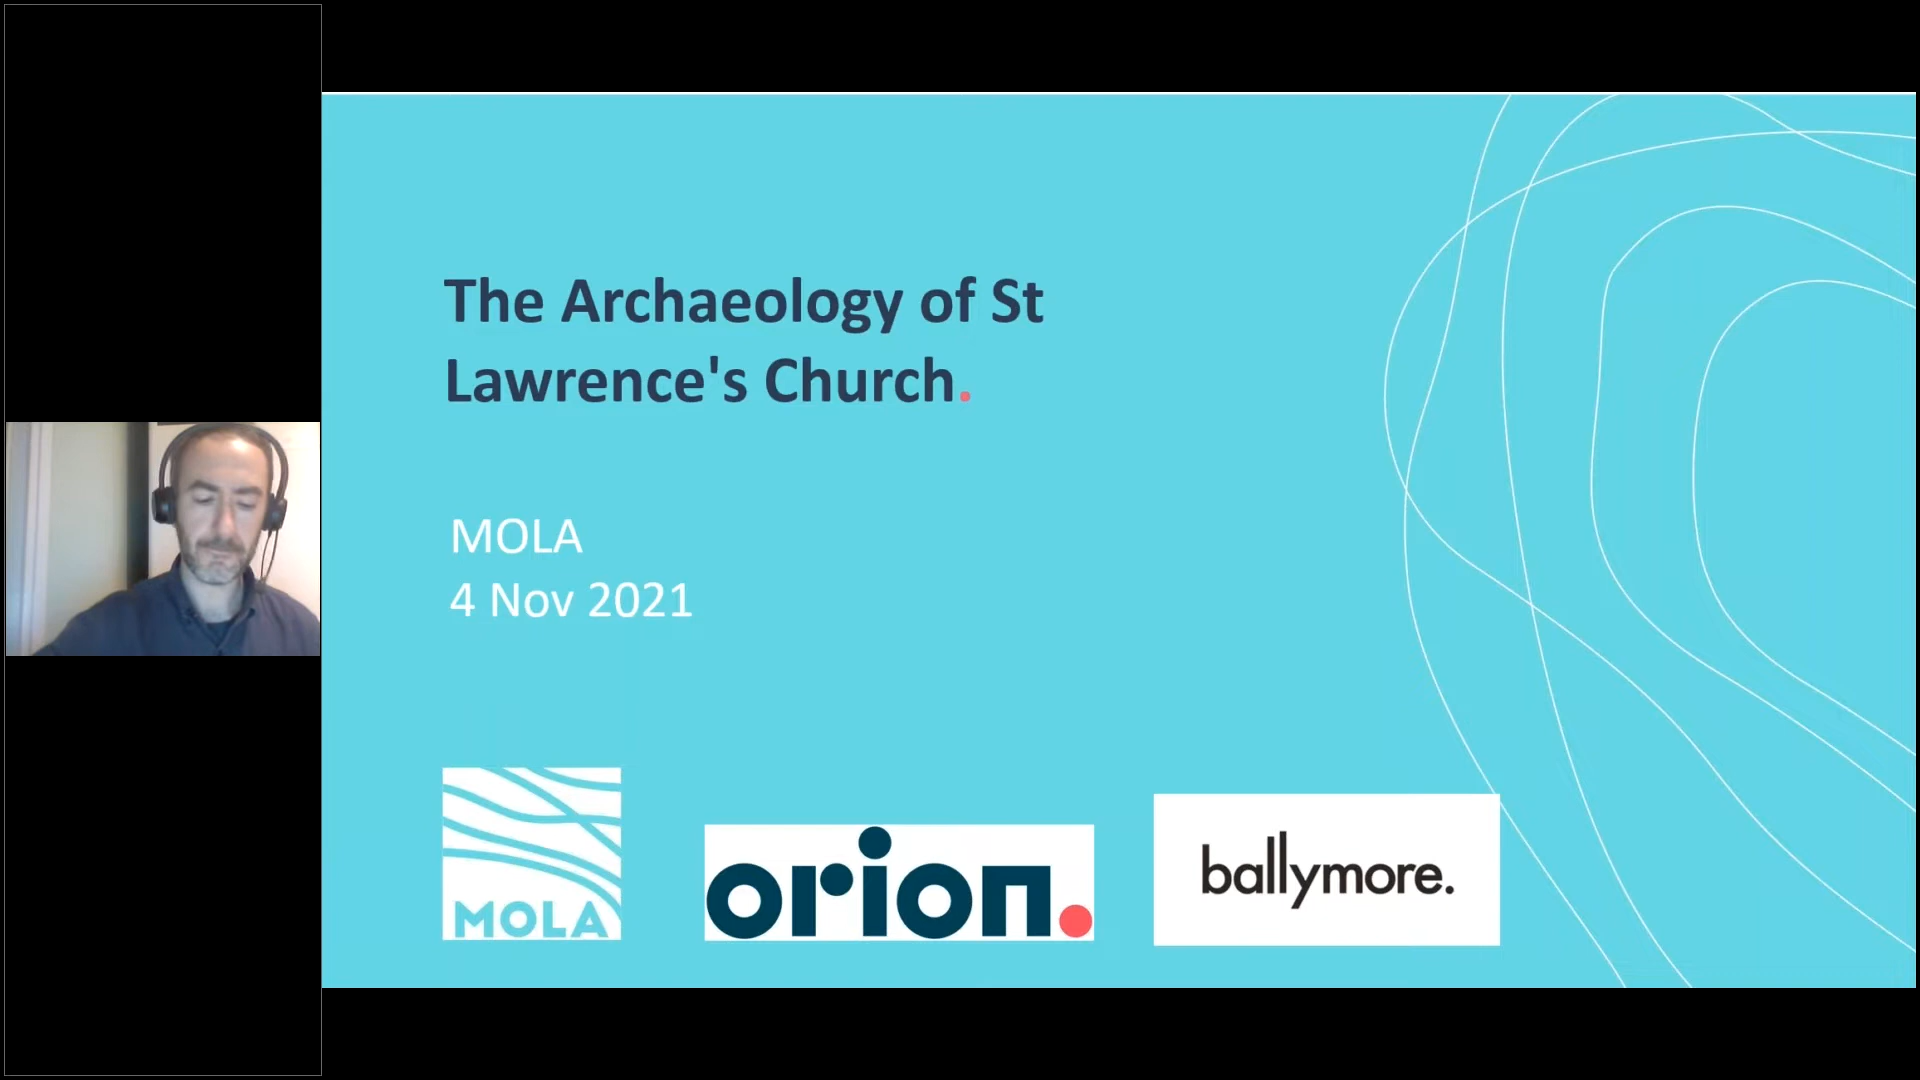 The Archaeology of St
Lawrence's Church.
MOLA
4 Nov 2021
MOLA
orion.
ballymore.